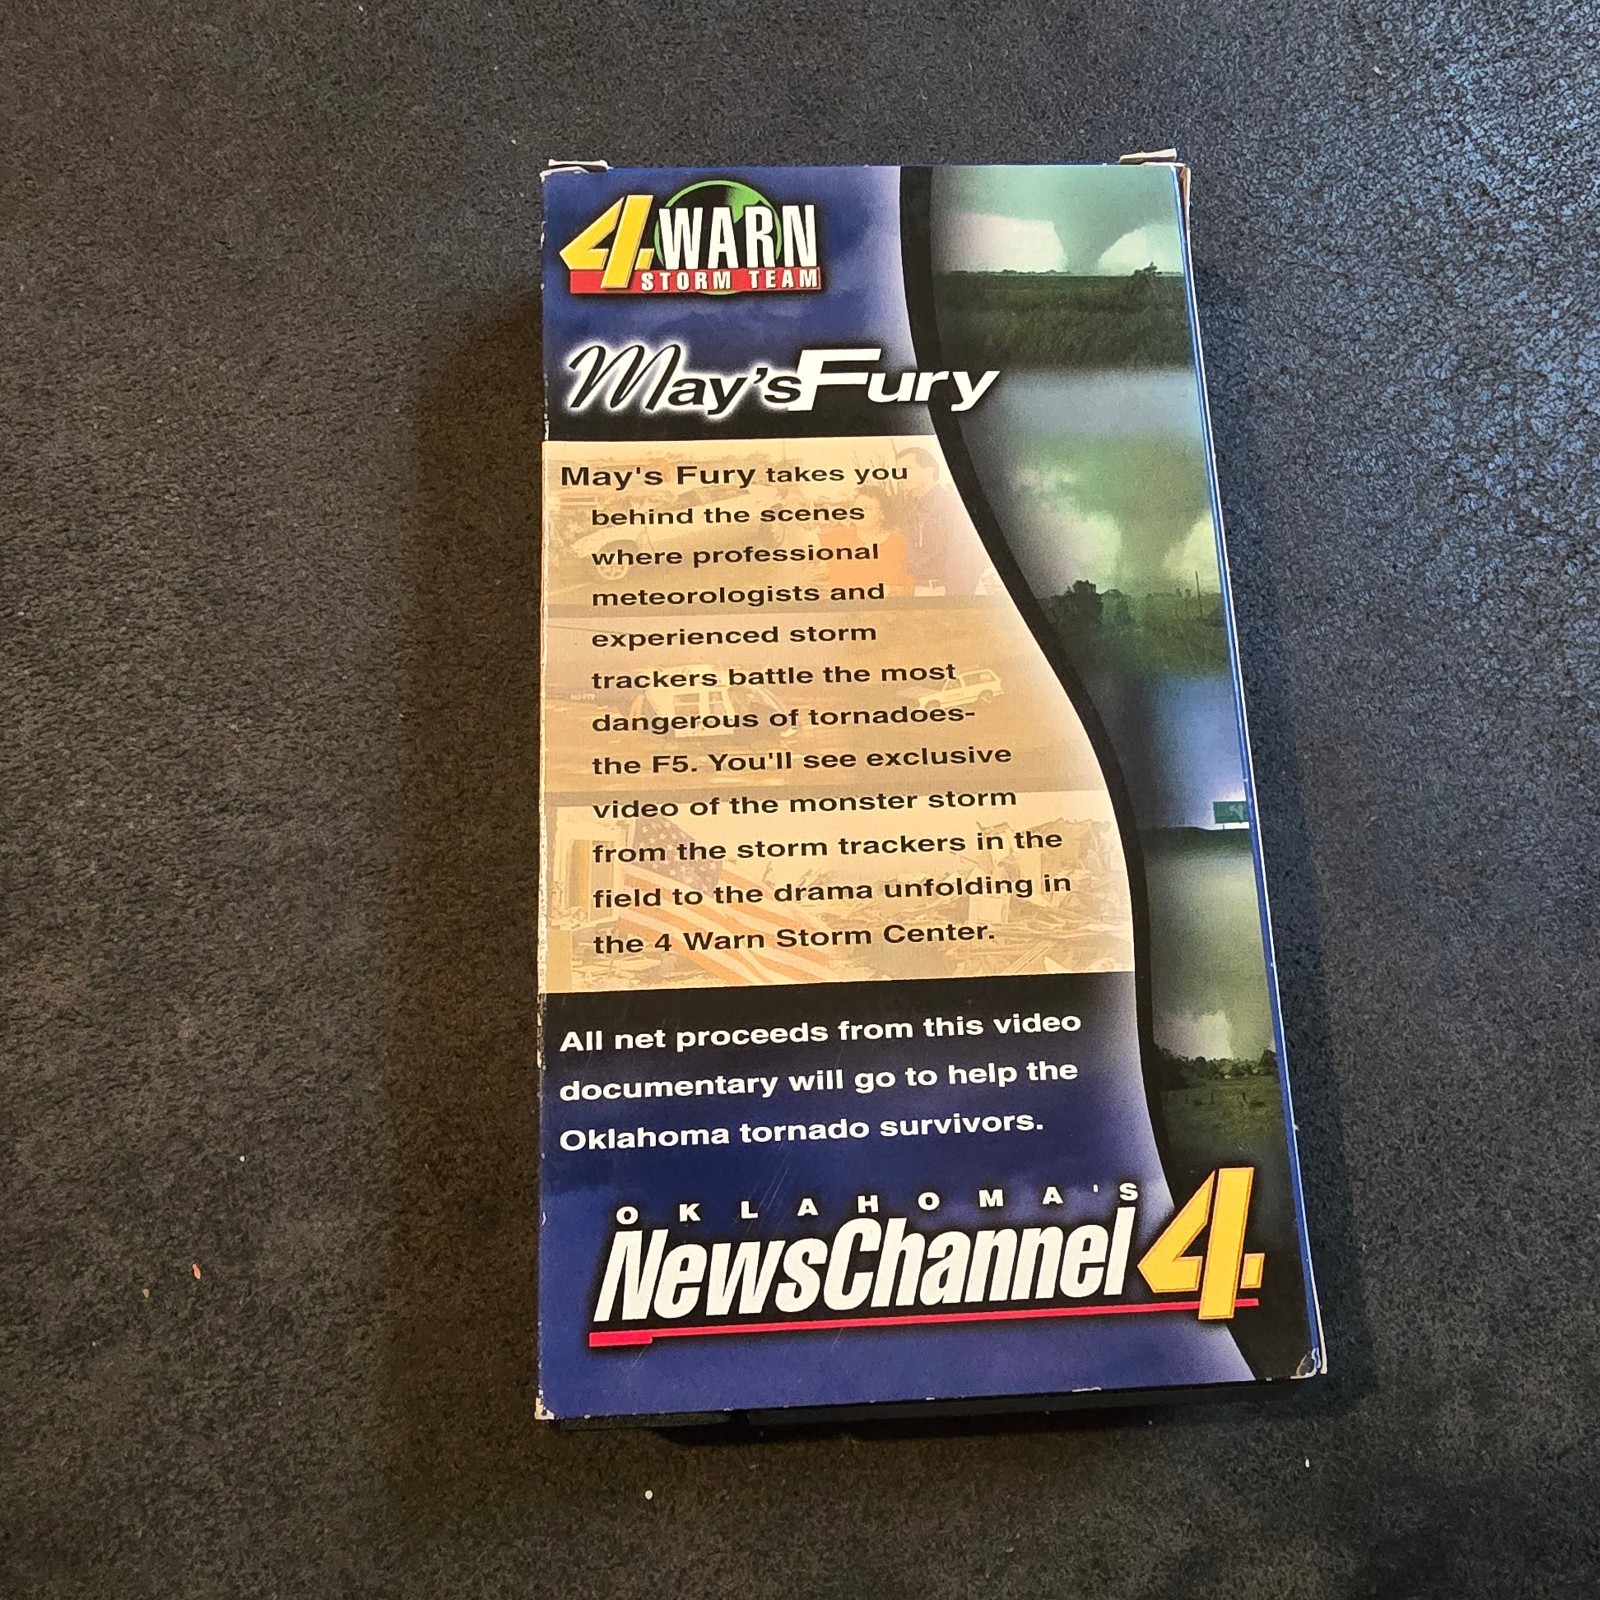 4 WARN
STORM TEAM
May's Fury
May's Fury takes you
behind the scenes
where professional
meteorologists and
experienced storm
trackers battle the most
dangerous of tornadoes-
the F5. You'll see exclusive
video of the monster storm
from the storm trackers in the
field to the drama unfolding in
the 4 Warn Storm Center.
All net proceeds from this video
documentary will go to help the
Oklahoma tornado survivors.
OKLAHOMA'S
NewsChannel 4